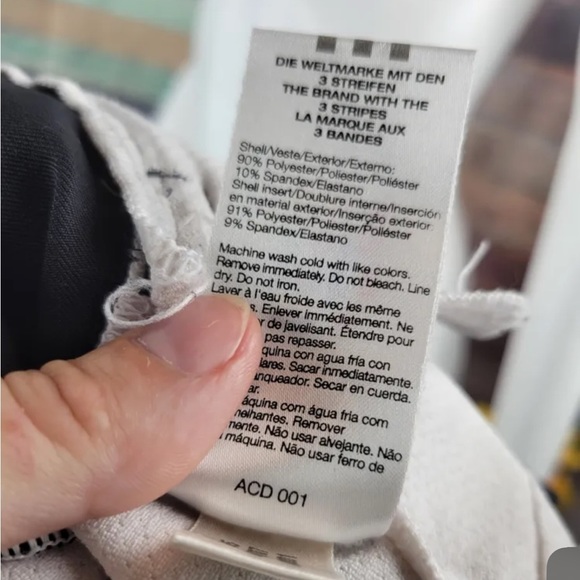 DIE WELTMARKE MIT DEN
3 STREIFEN
THE BRAND WITH THE
3 STRIPES
LA MARQUE AUX
3 BANDES
Shell/Veste/Exterior/Externo:
90% Polyester/Poliester/Poliéster
10% Spandex/Elastano
Shell insert/Doublure interne/Inserción
en material exterior/Inserção exterior
91% Polyester/Poliester/Poliéster
9% Spandex/Elastano
Machine wash cold with like colors.
Remove immediately. Do not bleach. Line
dry. Do not iron.
Laver à l'eau froide avec les même
Enlever immédiatement. Ne
de javelisant. Étendre pour
pas repasser.
con agua fría con
Sacar inmediatamente.
Secar en cuerda.
com água fria com
Remover
Não usar alvejante. Não
máquina. Não usar ferro de
ACD 001